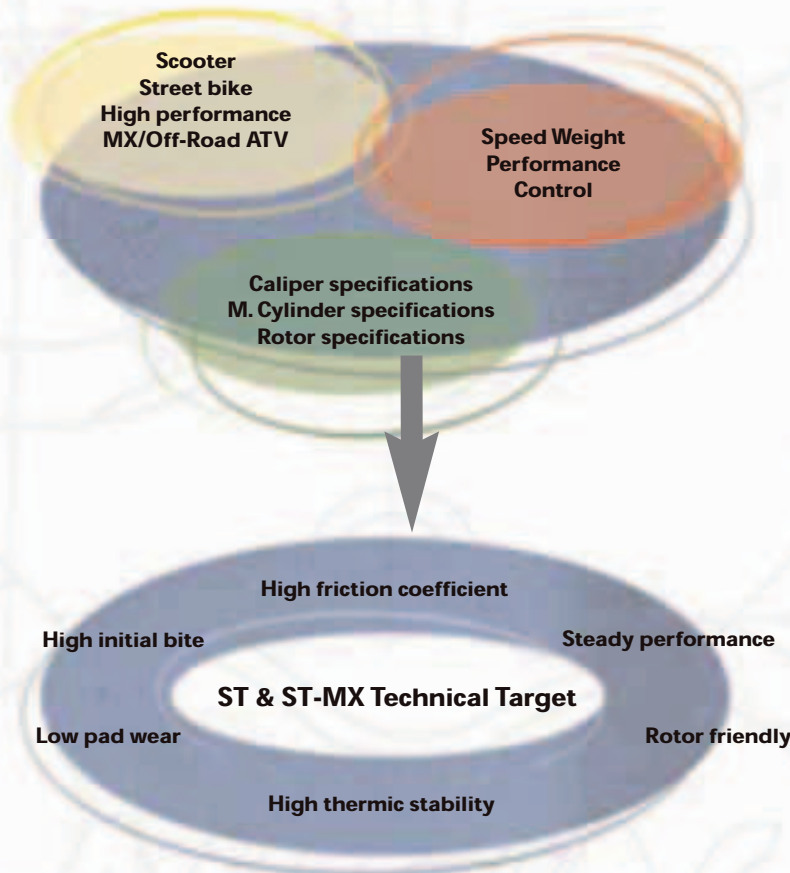 Scooter
Street bike
High performance
MX/Off-Road ATV
Speed Weight
Performance
Control
Caliper specifications
M. Cylinder specifications
Rotor specifications
High friction coefficient
High initial bite
Steady performance
ST & ST-MX Technical Target
Low pad wear
Rotor friendly
High thermic stability